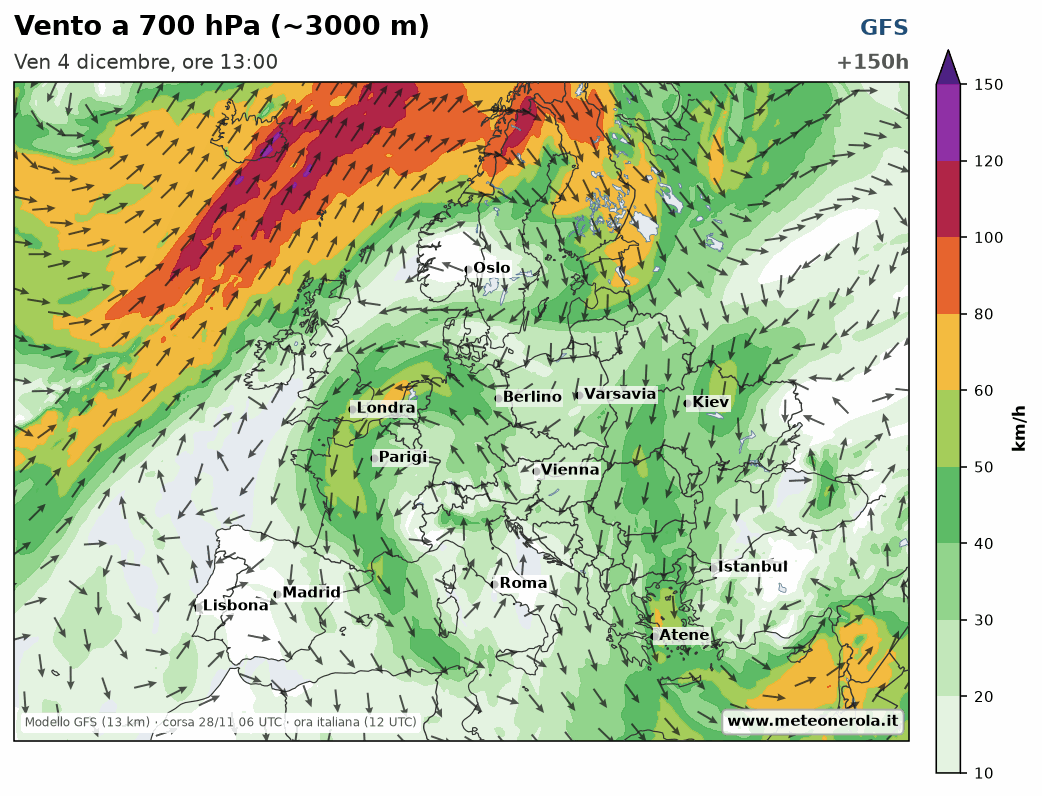 Vento a 700 hPa (~3000 m)
GFS
Ven 4 dicembre, ore 13:00
+150h
150
120
100
80
60
50
40
30
20
10
km/h
Oslo
Berlino
Varsavia
Kiev
Londra
Parigi
Vienna
Istanbul
Roma
Madrid
Lisbona
Atene
Modello GFS (13 km) · corsa 28/11 06 UTC · ora italiana (12 UTC)
www.meteonerola.it